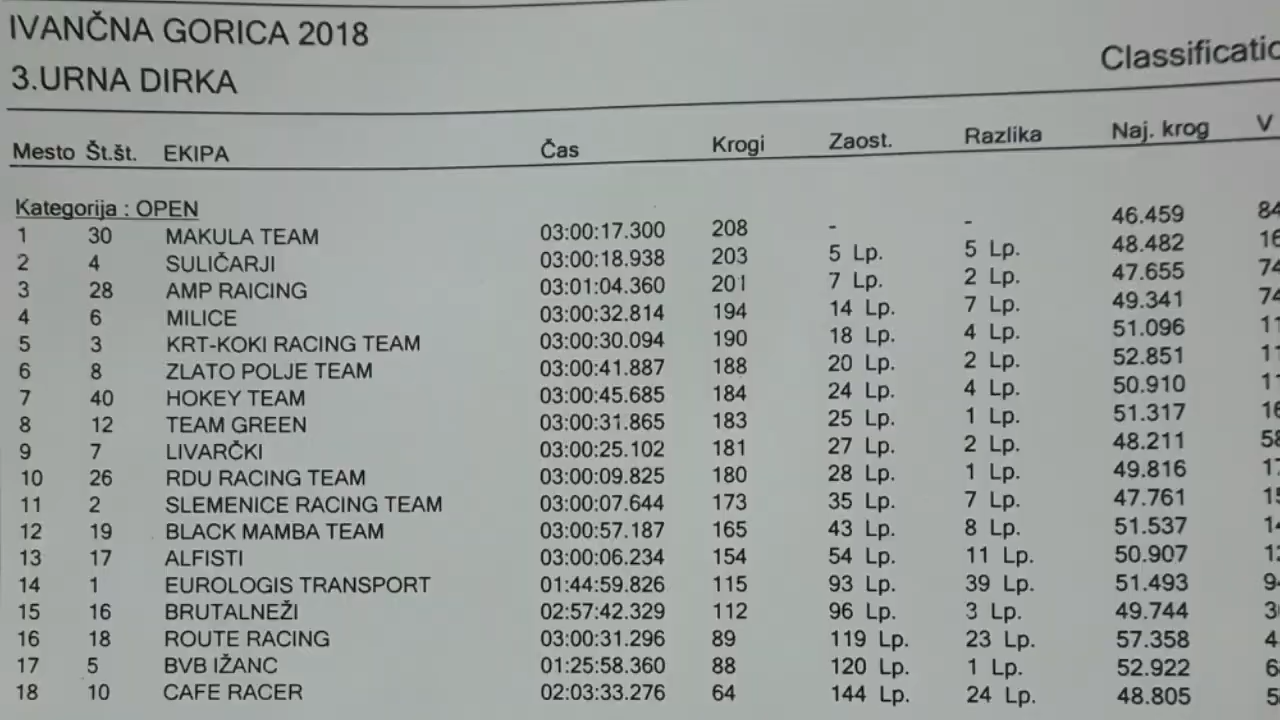 IVANČNA GORICA 2018
Classificatio
3.URNA DIRKA
Mesto Št.št. EKIPA Čas Krogi Zaost. Razlika Naj. krog V
Kategorija : OPEN
1 30 MAKULA TEAM 03:00:17.300 208 - - 46.459
2 4 SULIČARJI 03:00:18.938 203 5 Lp. 5 Lp. 48.482
3 28 AMP RAICING 03:01:04.360 201 7 Lp. 2 Lp. 47.655
4 6 MILICE 03:00:32.814 194 14 Lp. 7 Lp. 49.341
5 3 KRT-KOKI RACING TEAM 03:00:30.094 190 18 Lp. 4 Lp. 51.096
6 8 ZLATO POLJE TEAM 03:00:41.887 188 20 Lp. 2 Lp. 52.851
7 40 HOKEY TEAM 03:00:45.685 184 24 Lp. 4 Lp. 50.910
8 12 TEAM GREEN 03:00:31.865 183 25 Lp. 1 Lp. 51.317
9 7 LIVARČKI 03:00:25.102 181 27 Lp. 2 Lp. 48.211
10 26 RDU RACING TEAM 03:00:09.825 180 28 Lp. 1 Lp. 49.816
11 2 SLEMENICE RACING TEAM 03:00:07.644 173 35 Lp. 7 Lp. 47.761
12 19 BLACK MAMBA TEAM 03:00:57.187 165 43 Lp. 8 Lp. 51.537
13 17 ALFISTI 03:00:06.234 154 54 Lp. 11 Lp. 50.907
14 1 EUROLOGIS TRANSPORT 01:44:59.826 115 93 Lp. 39 Lp. 51.493
15 16 BRUTALNEŽI 02:57:42.329 112 96 Lp. 3 Lp. 49.744
16 18 ROUTE RACING 03:00:31.296 89 119 Lp. 23 Lp. 57.358
17 5 BVB IŽANC 01:25:58.360 88 120 Lp. 1 Lp. 52.922
18 10 CAFE RACER 02:03:33.276 64 144 Lp. 24 Lp. 48.805